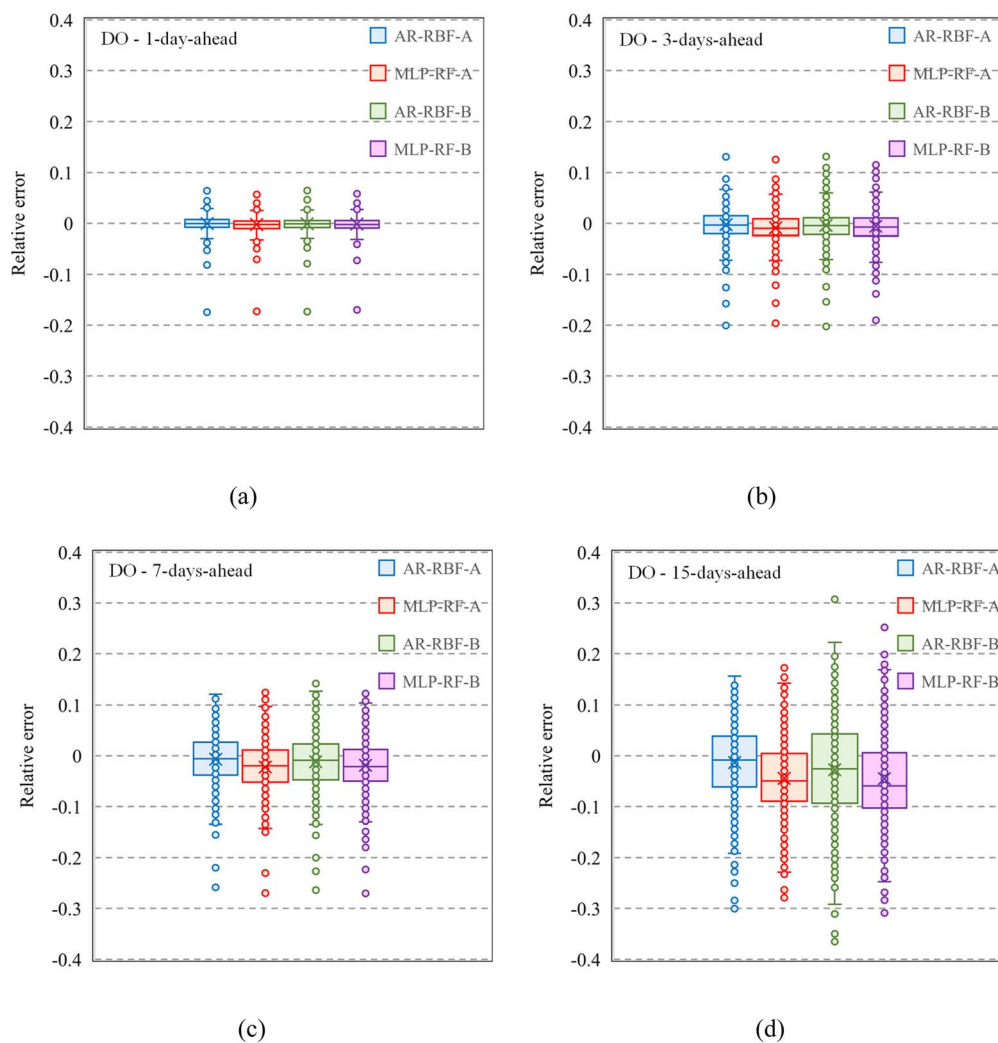 0.4
DO - 1-day-ahead
AR-RBF-A
0.3
MLP-RF-A
0.2
AR-RBF-B
MLP-RF-B
0.1
0
-0.1
-0.2
-0.3
-0.4
Relative error
(a)
0.4
DO - 3-days-ahead
AR-RBF-A
0.3
MLP-RF-A
0.2
AR-RBF-B
MLP-RF-B
0.1
0
-0.1
-0.2
-0.3
-0.4
Relative error
(b)
0.4
DO - 7-days-ahead
AR-RBF-A
0.3
MLP-RF-A
0.2
AR-RBF-B
MLP-RF-B
0.1
0
-0.1
-0.2
-0.3
-0.4
Relative error
(c)
0.4
DO - 15-days-ahead
AR-RBF-A
0.3
MLP-RF-A
0.2
AR-RBF-B
MLP-RF-B
0.1
0
-0.1
-0.2
-0.3
-0.4
Relative error
(d)